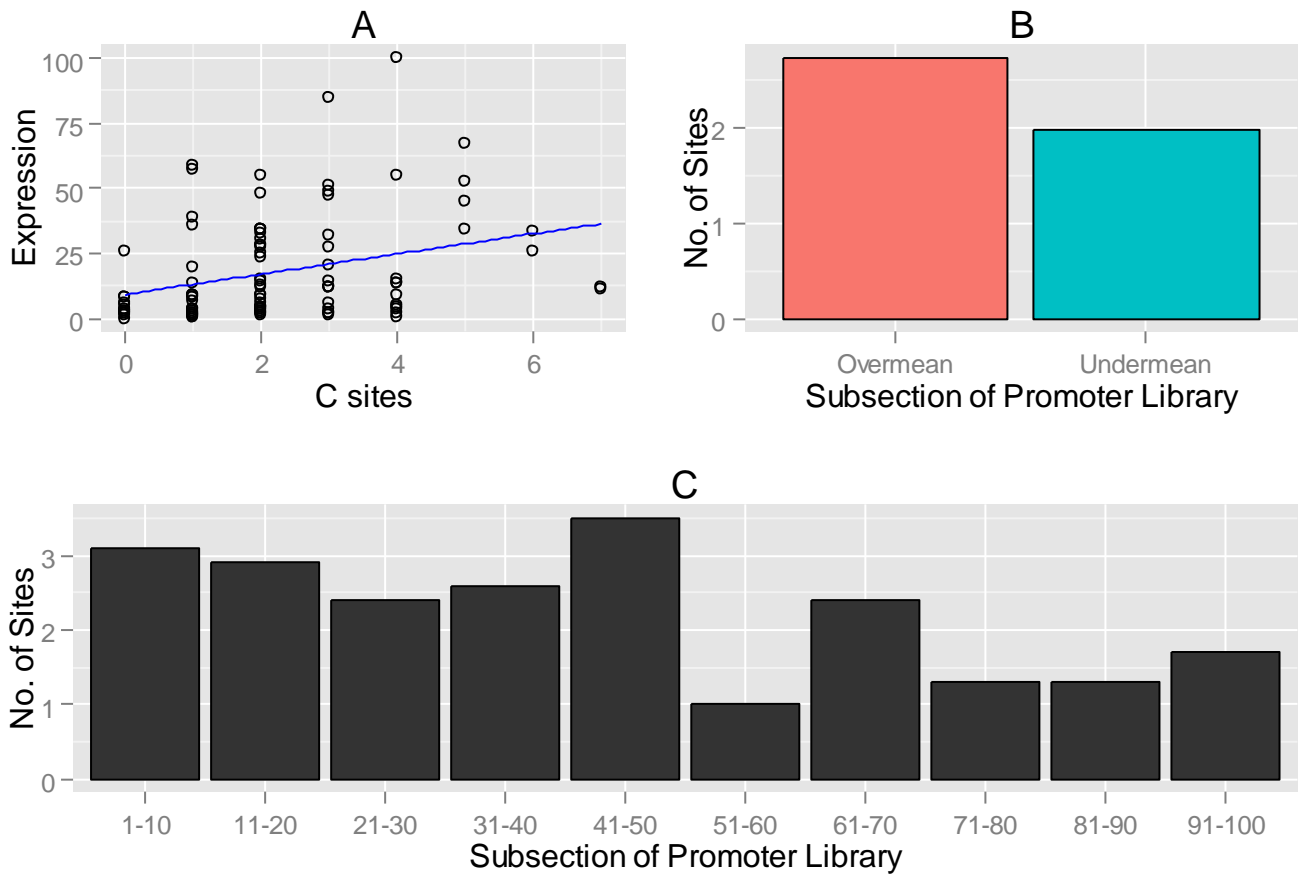 A
Expression
100
75
50
25
0
0 2 4 6
C sites
B
No. of Sites
2
1
0
Overmean Undermean
Subsection of Promoter Library
C
No. of Sites
3
2
1
0
1-10 11-20 21-30 31-40 41-50 51-60 61-70 71-80 81-90 91-100
Subsection of Promoter Library